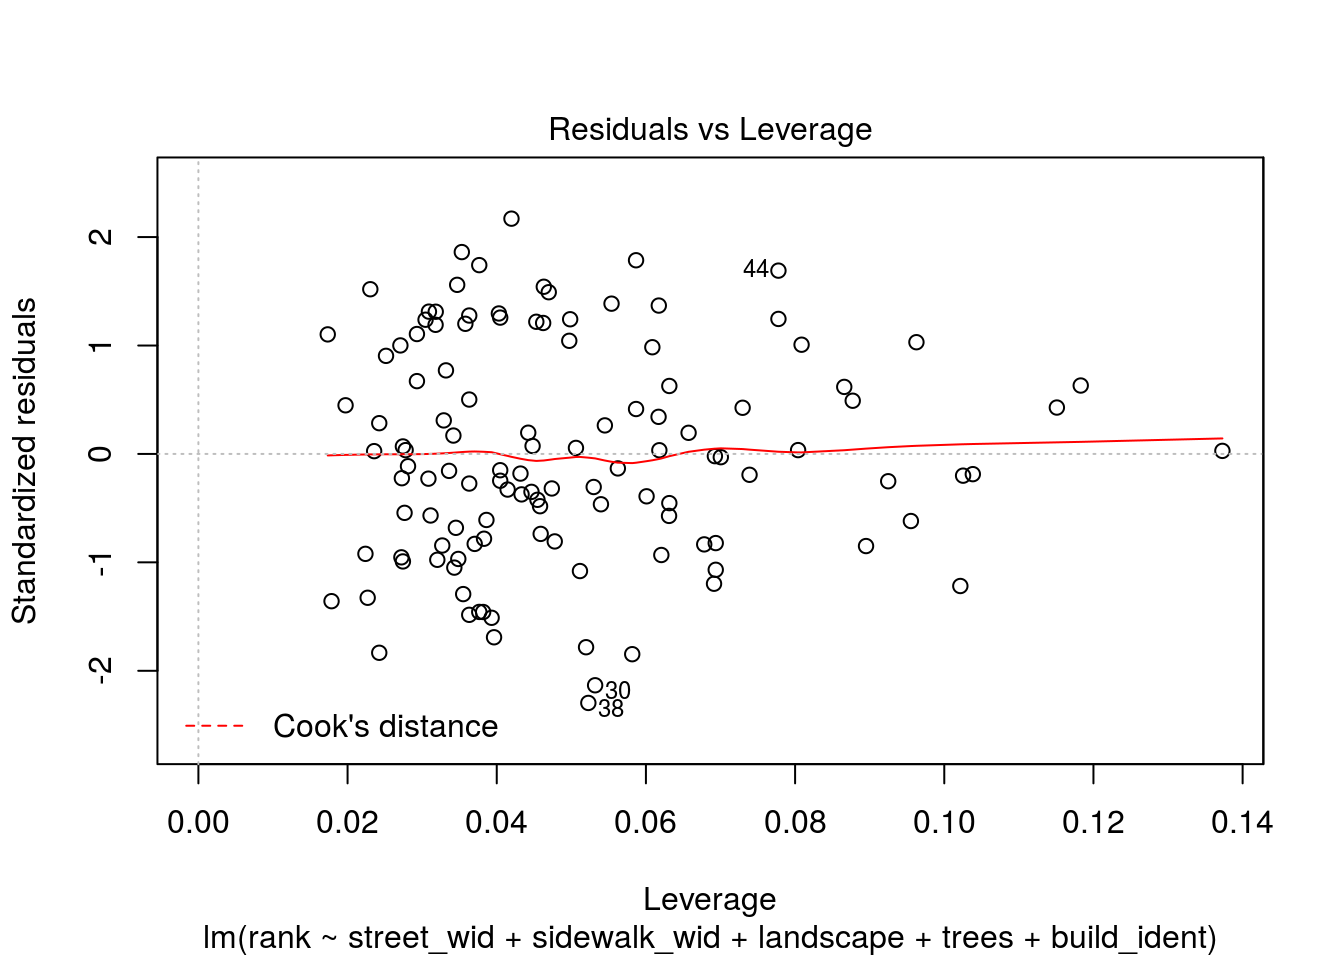 Residuals vs Leverage
Standardized residuals
2
1
0
-1
-2
44
30
38
Cook's distance
0.00 0.02 0.04 0.06 0.08 0.10 0.12 0.14
Leverage
lm(rank ~ street_wid + sidewalk_wid + landscape + trees + build_ident)